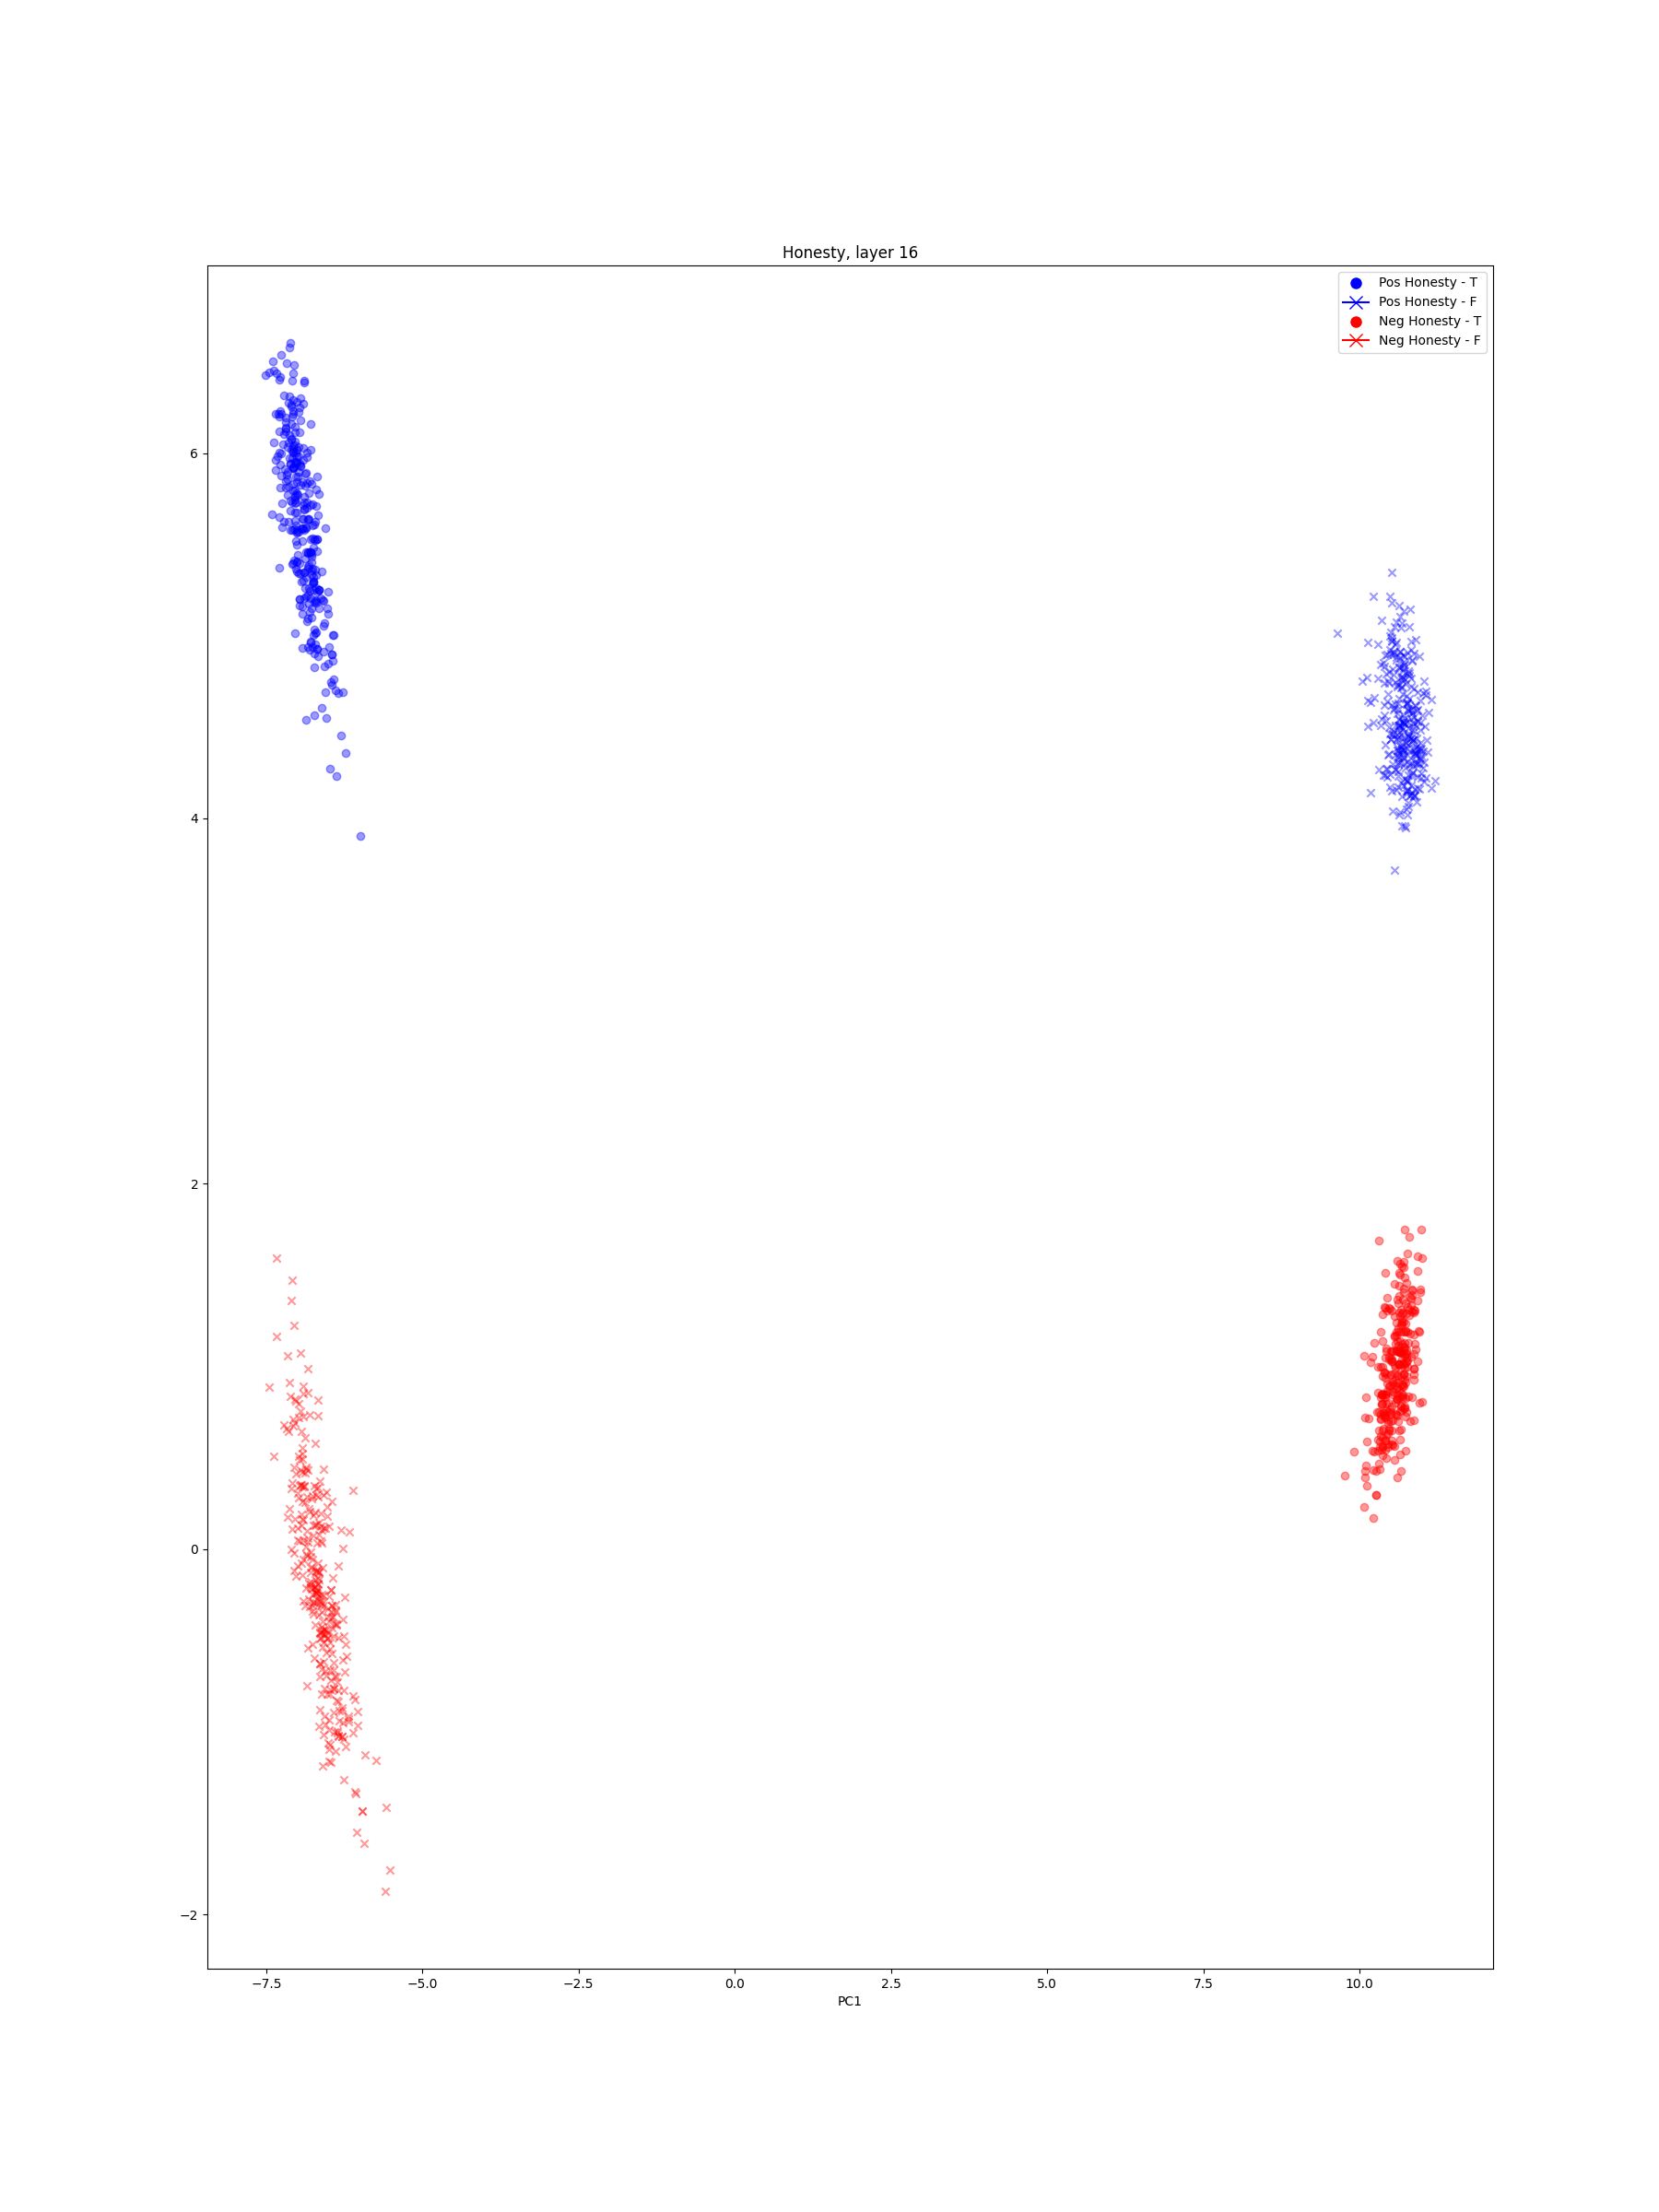 Honesty, layer 16
Pos Honesty - T
Pos Honesty - F
Neg Honesty - T
Neg Honesty - F
6
4
2
0
−2
−7.5 −5.0 −2.5 0.0 2.5 5.0 7.5 10.0
PC1